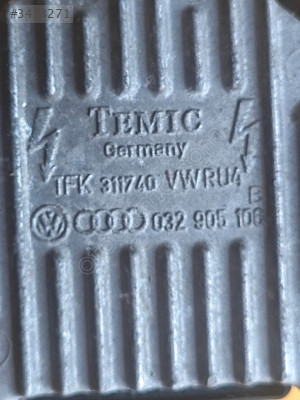 TEMIC
Germany
TFK 311740 VWRU4
B
032 905 106